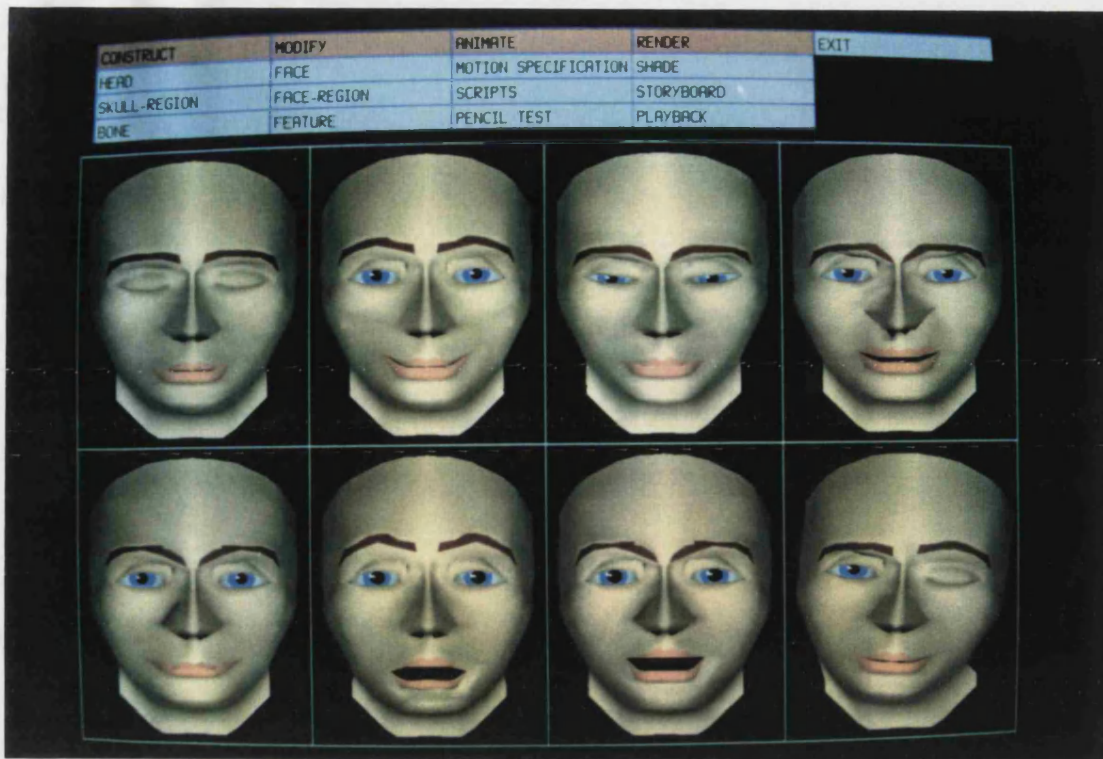 CONSTRUCT MODIFY ANIMATE RENDER EXIT
HEAD FACE MOTION SPECIFICATION SHADE
SKULL-REGION FACE-REGION SCRIPTS STORYBOARD
BONE FEATURE PENCIL TEST PLAYBACK